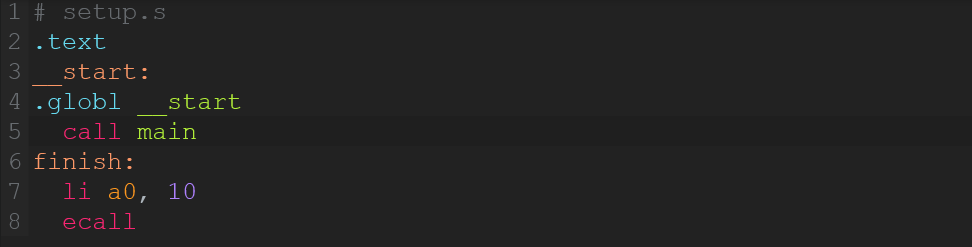 1 # setup.s
2 .text
3 __start:
4 .globl __start
5   call main
6 finish:
7   li a0, 10
8   ecall